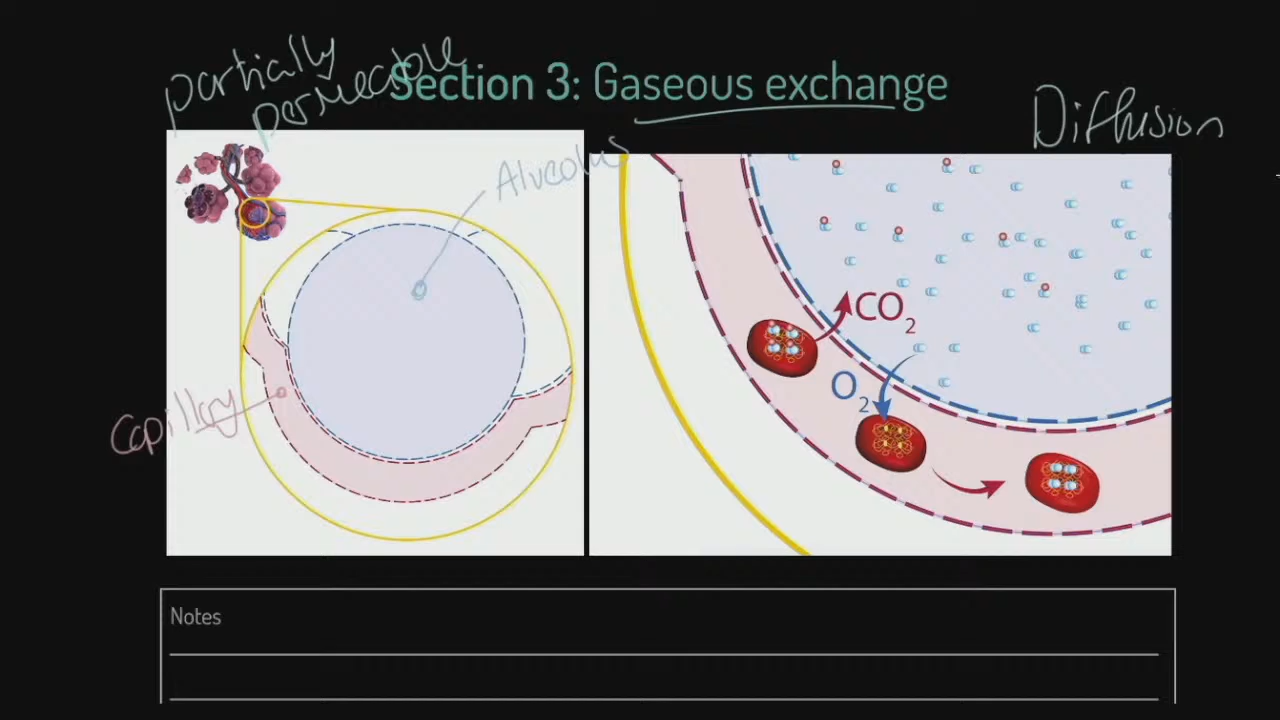 partially
permeable
Section 3: Gaseous exchange
Diffusion
Alveolus
CO2
O2
Capillary
Notes